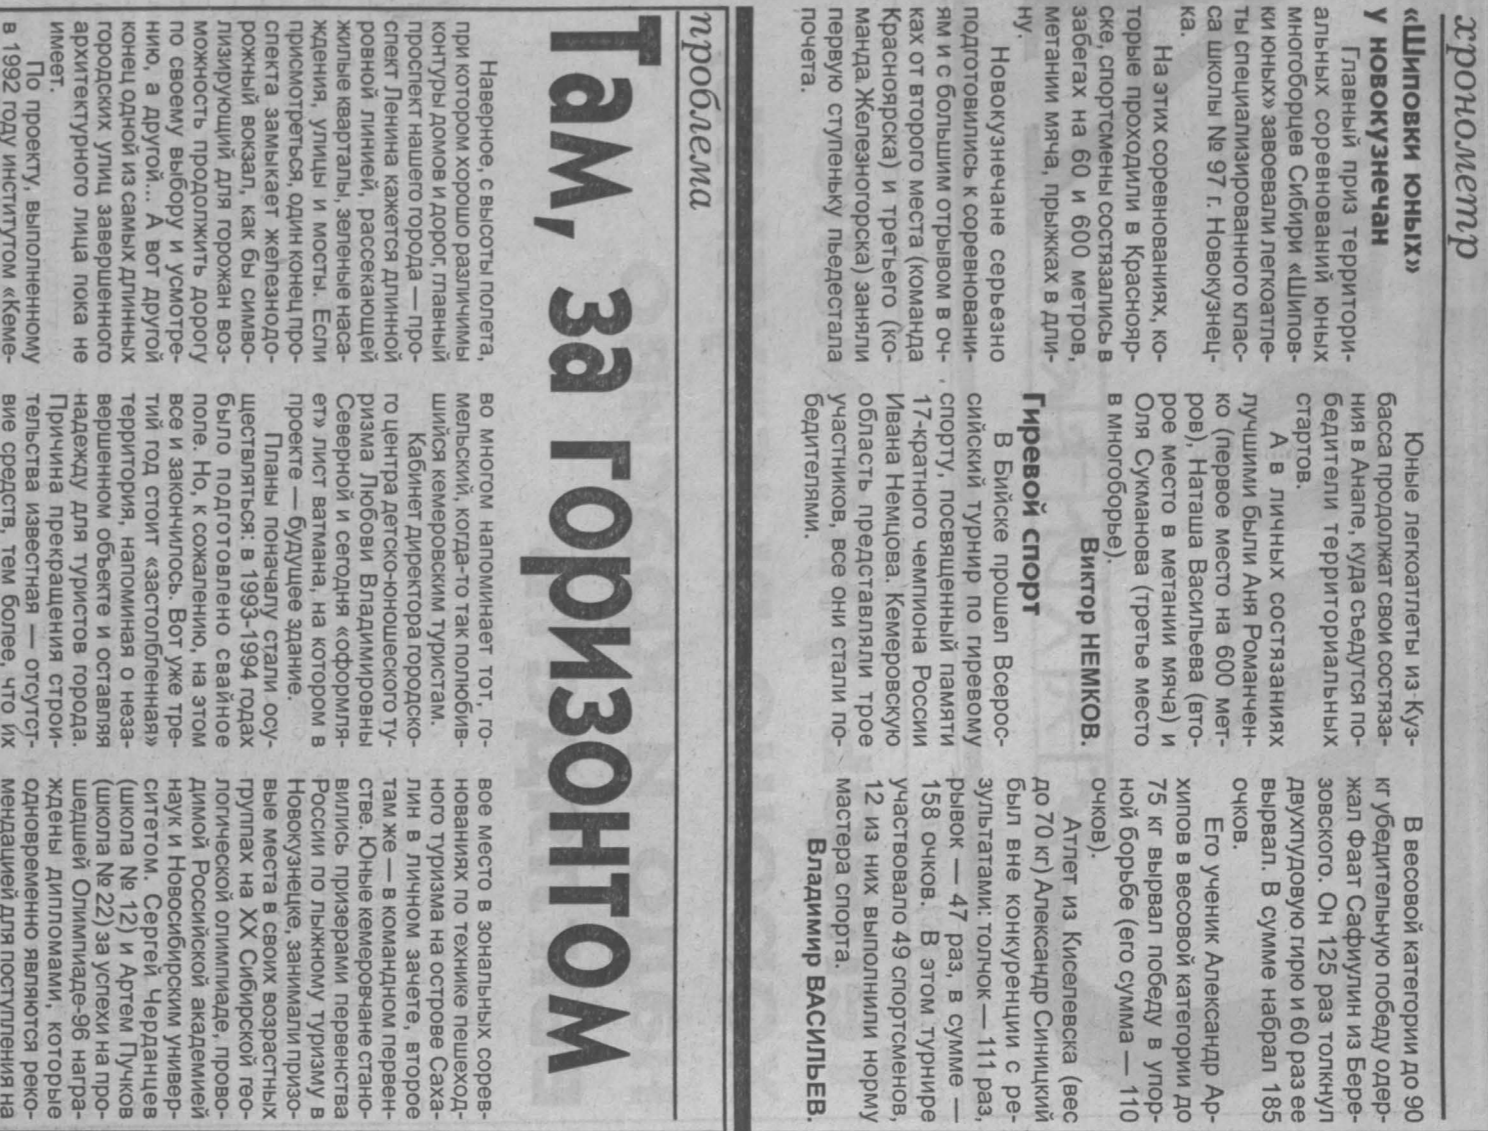 хронометр
«Шиповки юных»
у новокузнечан
Главный приз территори-
альных соревнований юных
многоборцев Сибири «Шипов-
ки юных» завоевали легкоатле-
ты специализированного клас-
са школы № 97 г. Новокузнец-
ка.
На этих соревнованиях, ко-
торые проходили в Краснояр-
ске, спортсмены состязались в
забегах на 60 и 600 метров,
метании мяча, прыжках в дли-
ну.
Новокузнечане серьезно
подготовились к соревновани-
ям и с большим отрывом в оч-
ках от второго места (команда
Красноярска) и третьего (ко-
манда Железногорска) заняли
первую ступеньку пьедестала
почета.
Юные легкоатлеты из Куз-
басса продолжат свои состяза-
ния в Анапе, куда съедутся по-
бедители территориальных
стартов.
А в личных состязаниях
лучшими были Аня Романчен-
ко (первое место на 600 мет-
ров), Наташа Васильева (вто-
рое место в метании мяча) и
Оля Сукманова (третье место
в многоборье).
Виктор НЕМКОВ.
Гиревой спорт
В Бийске прошел Всерос-
сийский турнир по гиревому
спорту, посвященный памяти
17-кратного чемпиона России
Ивана Немцова. Кемеровскую
область представляли трое
участников, все они стали по-
бедителями.
В весовой категории до 90
кг убедительную победу одер-
жал Фаат Сафиулин из Бере-
зовского. Он 125 раз толкнул
двухпудовую гирю и 60 раз ее
вырвал. В сумме набрал 185
очков.
Его ученик Александр Ар-
хипов в весовой категории до
75 кг вырвал победу в упор-
ной борьбе (его сумма — 110
очков).
Атлет из Киселевска (вес
до 70 кг) Александр Синицкий
был вне конкуренции с ре-
зультатами: толчок — 111 раз,
рывок — 47 раз, в сумме —
158 очков. В этом турнире
участвовало 49 спортсменов,
12 из них выполнили норму
мастера спорта.
Владимир ВАСИЛЬЕВ.
проблема
Там, за горизонтом
Наверное, с высоты полета,
при котором хорошо различимы
контуры домов и дорог, главный
проспект нашего города — про-
спект Ленина кажется длинной
ровной линией, рассекающей
жилые кварталы, зеленые наса-
ждения, улицы и мосты. Если
присмотреться, один конец про-
спекта замыкает железнодо-
рожный вокзал, как бы симво-
лизирующий для горожан воз-
можность продолжить дорогу
по своему выбору и усмотре-
нию, а другой... А вот другой
конец одной из самых длинных
городских улиц завершенного
архитектурного лица пока не
имеет.
По проекту, выполненному
в 1992 году институтом «Кеме-
во многом напоминает тот, го-
мельский, когда-то так полюбив-
шийся кемеровским туристам.
Кабинет директора городско-
го центра детско-юношеского ту-
ризма Любови Владимировны
Северной и сегодня «оформля-
ет» лист ватмана, на котором в
проекте — будущее здание.
Планы поначалу стали осу-
ществляться: в 1993-1994 годах
было подготовлено свайное
поле. Но, к сожалению, на этом
все и закончилось. Вот уже тре-
тий год стоит «застолбленная»
территория, напоминая о неза-
вершенном объекте и оставляя
надежду для туристов города.
Причина прекращения строи-
тельства известная — отсутст-
вие средств, тем более, что их
вое место в зональных сорев-
нованиях по технике пешеход-
ного туризма на острове Саха-
лин в личном зачете, второе
там же — в командном первен-
стве. Юные кемеровчане стано-
вились призерами первенства
России по лыжному туризму в
Новокузнецке, занимали призо-
вые места в своих возрастных
группах на XX Сибирской гео-
логической олимпиаде, прово-
димой Российской академией
наук и Новосибирским универ-
ситетом. Сергей Черданцев
(школа № 12) и Артем Пучков
(школа № 22) за успехи на про-
шедшей Олимпиаде-96 награ-
ждены дипломами, которые
одновременно являются реко-
мендацией для поступления на